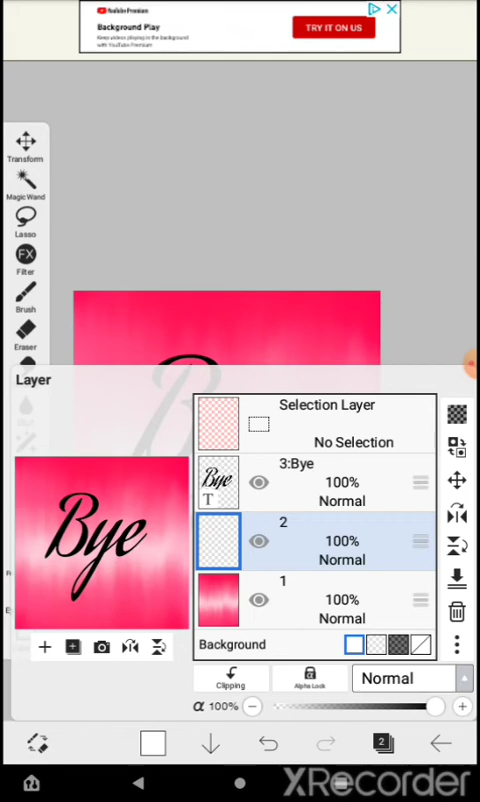 YouTube Premium
Background Play
Keep videos playing in the background
with YouTube Premium
TRY IT ON US
Transform
MagicWand
Lasso
FX
Filter
Brush
Eraser
Layer
Selection Layer
No Selection
3:Bye
100%
Normal
Bye
T
2
100%
Normal
1
100%
Normal
Bye
Background
Clipping
Alpha Lock
Normal
α 100%
2
XRecorder